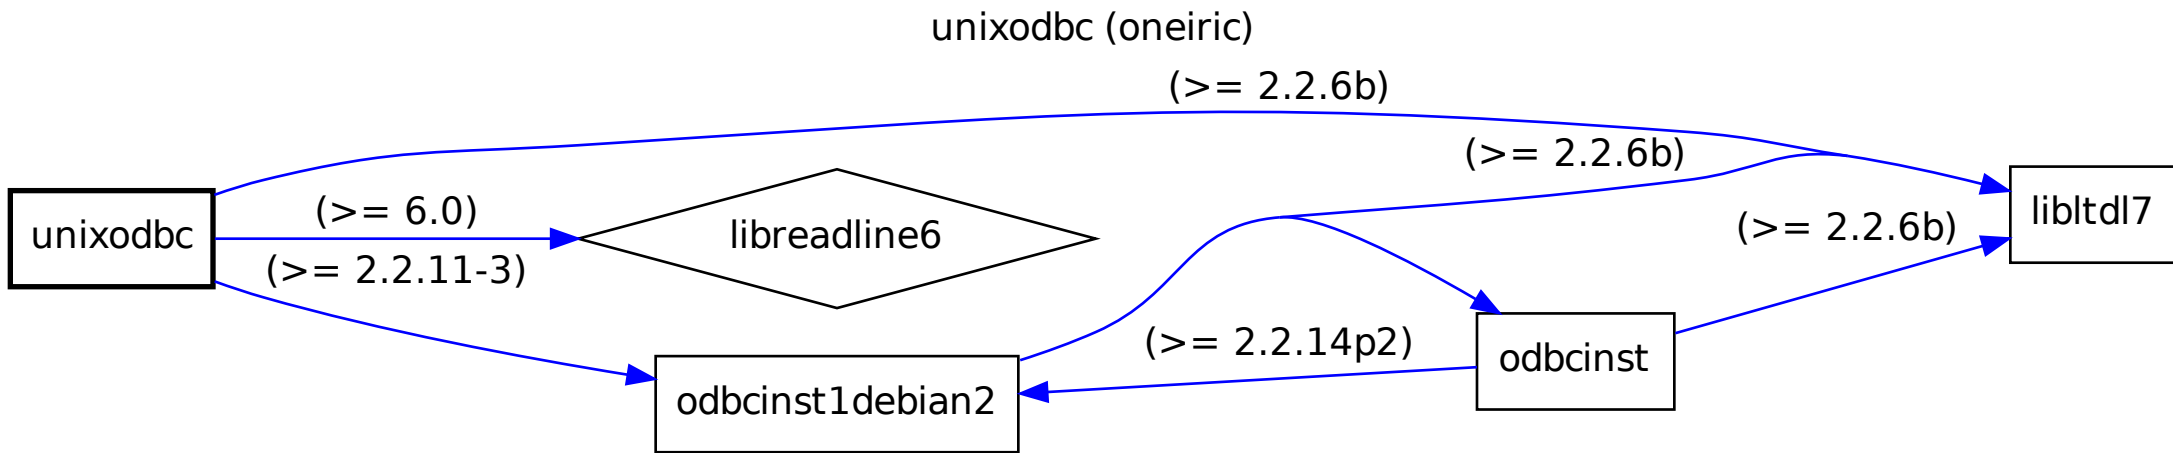 unixodbc (oneiric)
(>= 2.2.6b)
(>= 2.2.6b)
(>= 6.0)
libltdl7
unixodbc
libreadline6
(>= 2.2.6b)
(>= 2.2.11-3)
(>= 2.2.14p2)
odbcinst
odbcinst1debian2